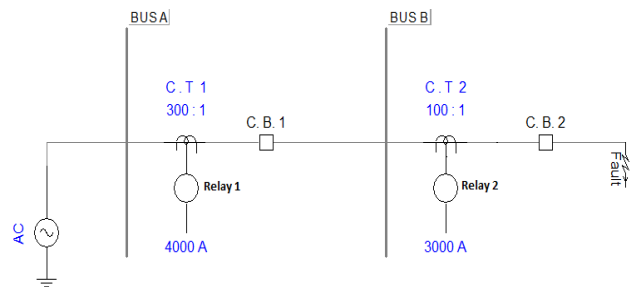 BUS A
BUS B
C . T 1
300 : 1
C. B. 1
C . T 2
100 : 1
C. B. 2
Relay 1
Relay 2
Fault
AC
4000 A
3000 A